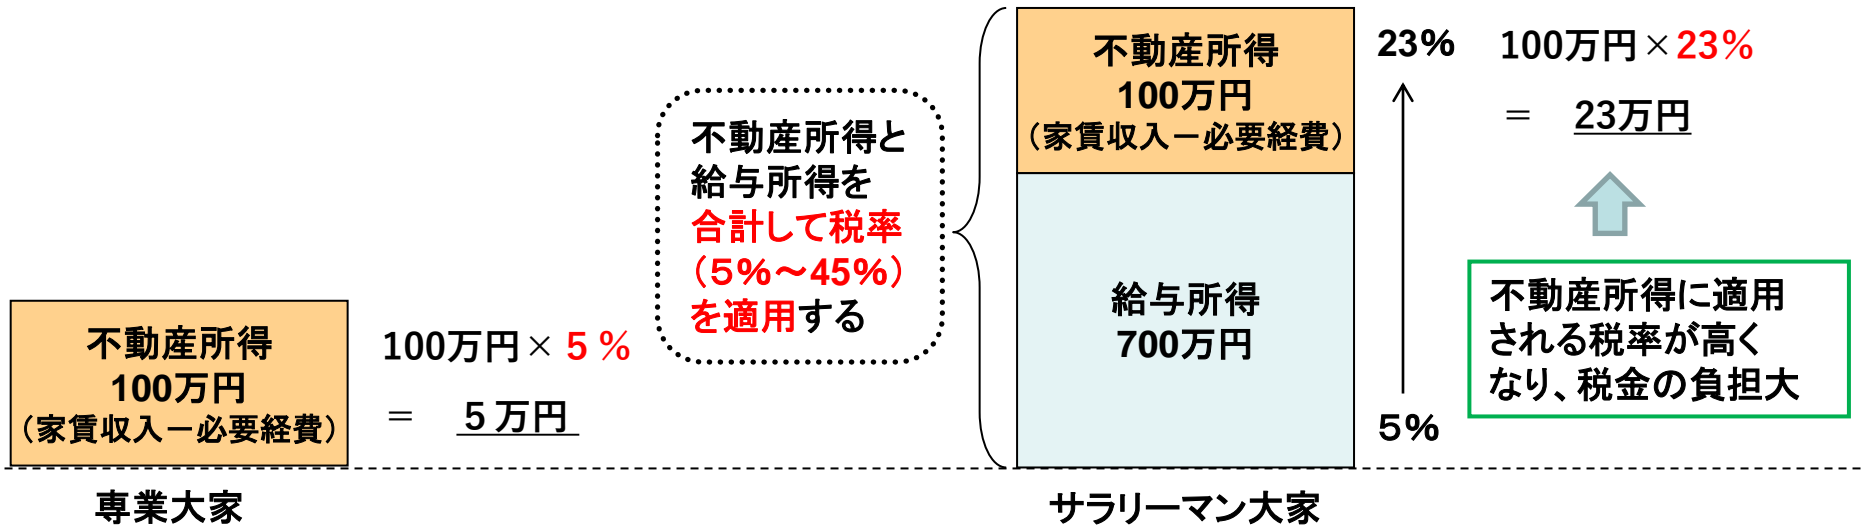 不動産所得
100万円
(家賃収入－必要経費)
100万円× 5 %
＝ 5 万円
専業大家
不動産所得と
給与所得を
合計して税率
(５%～45%)
を適用する
不動産所得
100万円
(家賃収入－必要経費)
給与所得
700万円
サラリーマン大家
23%
５%
100万円×23%
＝ 23万円
不動産所得に適用
される税率が高く
なり、税金の負担大